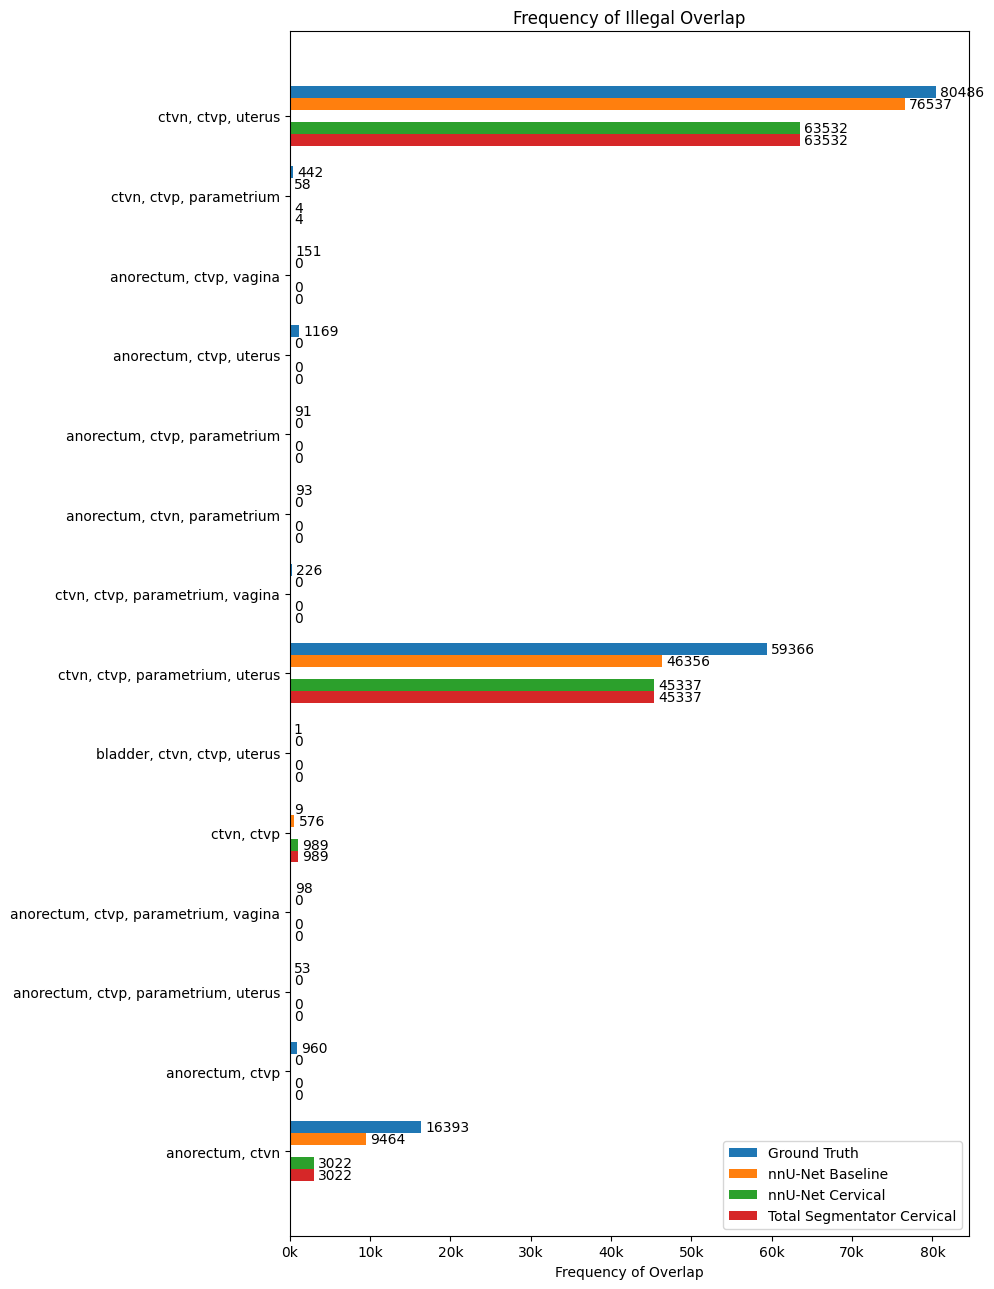 Frequency of Illegal Overlap
ctvn, ctvp, uterus
80486
76537
63532
63532
ctvn, ctvp, parametrium
442
58
4
4
anorectum, ctvp, vagina
151
0
0
0
anorectum, ctvp, uterus
1169
0
0
0
anorectum, ctvp, parametrium
91
0
0
0
anorectum, ctvn, parametrium
93
0
0
0
ctvn, ctvp, parametrium, vagina
226
0
0
0
ctvn, ctvp, parametrium, uterus
59366
46356
45337
45337
bladder, ctvn, ctvp, uterus
1
0
0
0
ctvn, ctvp
9
576
989
989
anorectum, ctvp, parametrium, vagina
98
0
0
0
anorectum, ctvp, parametrium, uterus
53
0
0
0
anorectum, ctvp
960
0
0
0
anorectum, ctvn
16393
9464
3022
3022
Ground Truth
nnU-Net Baseline
nnU-Net Cervical
Total Segmentator Cervical
0k 10k 20k 30k 40k 50k 60k 70k 80k
Frequency of Overlap